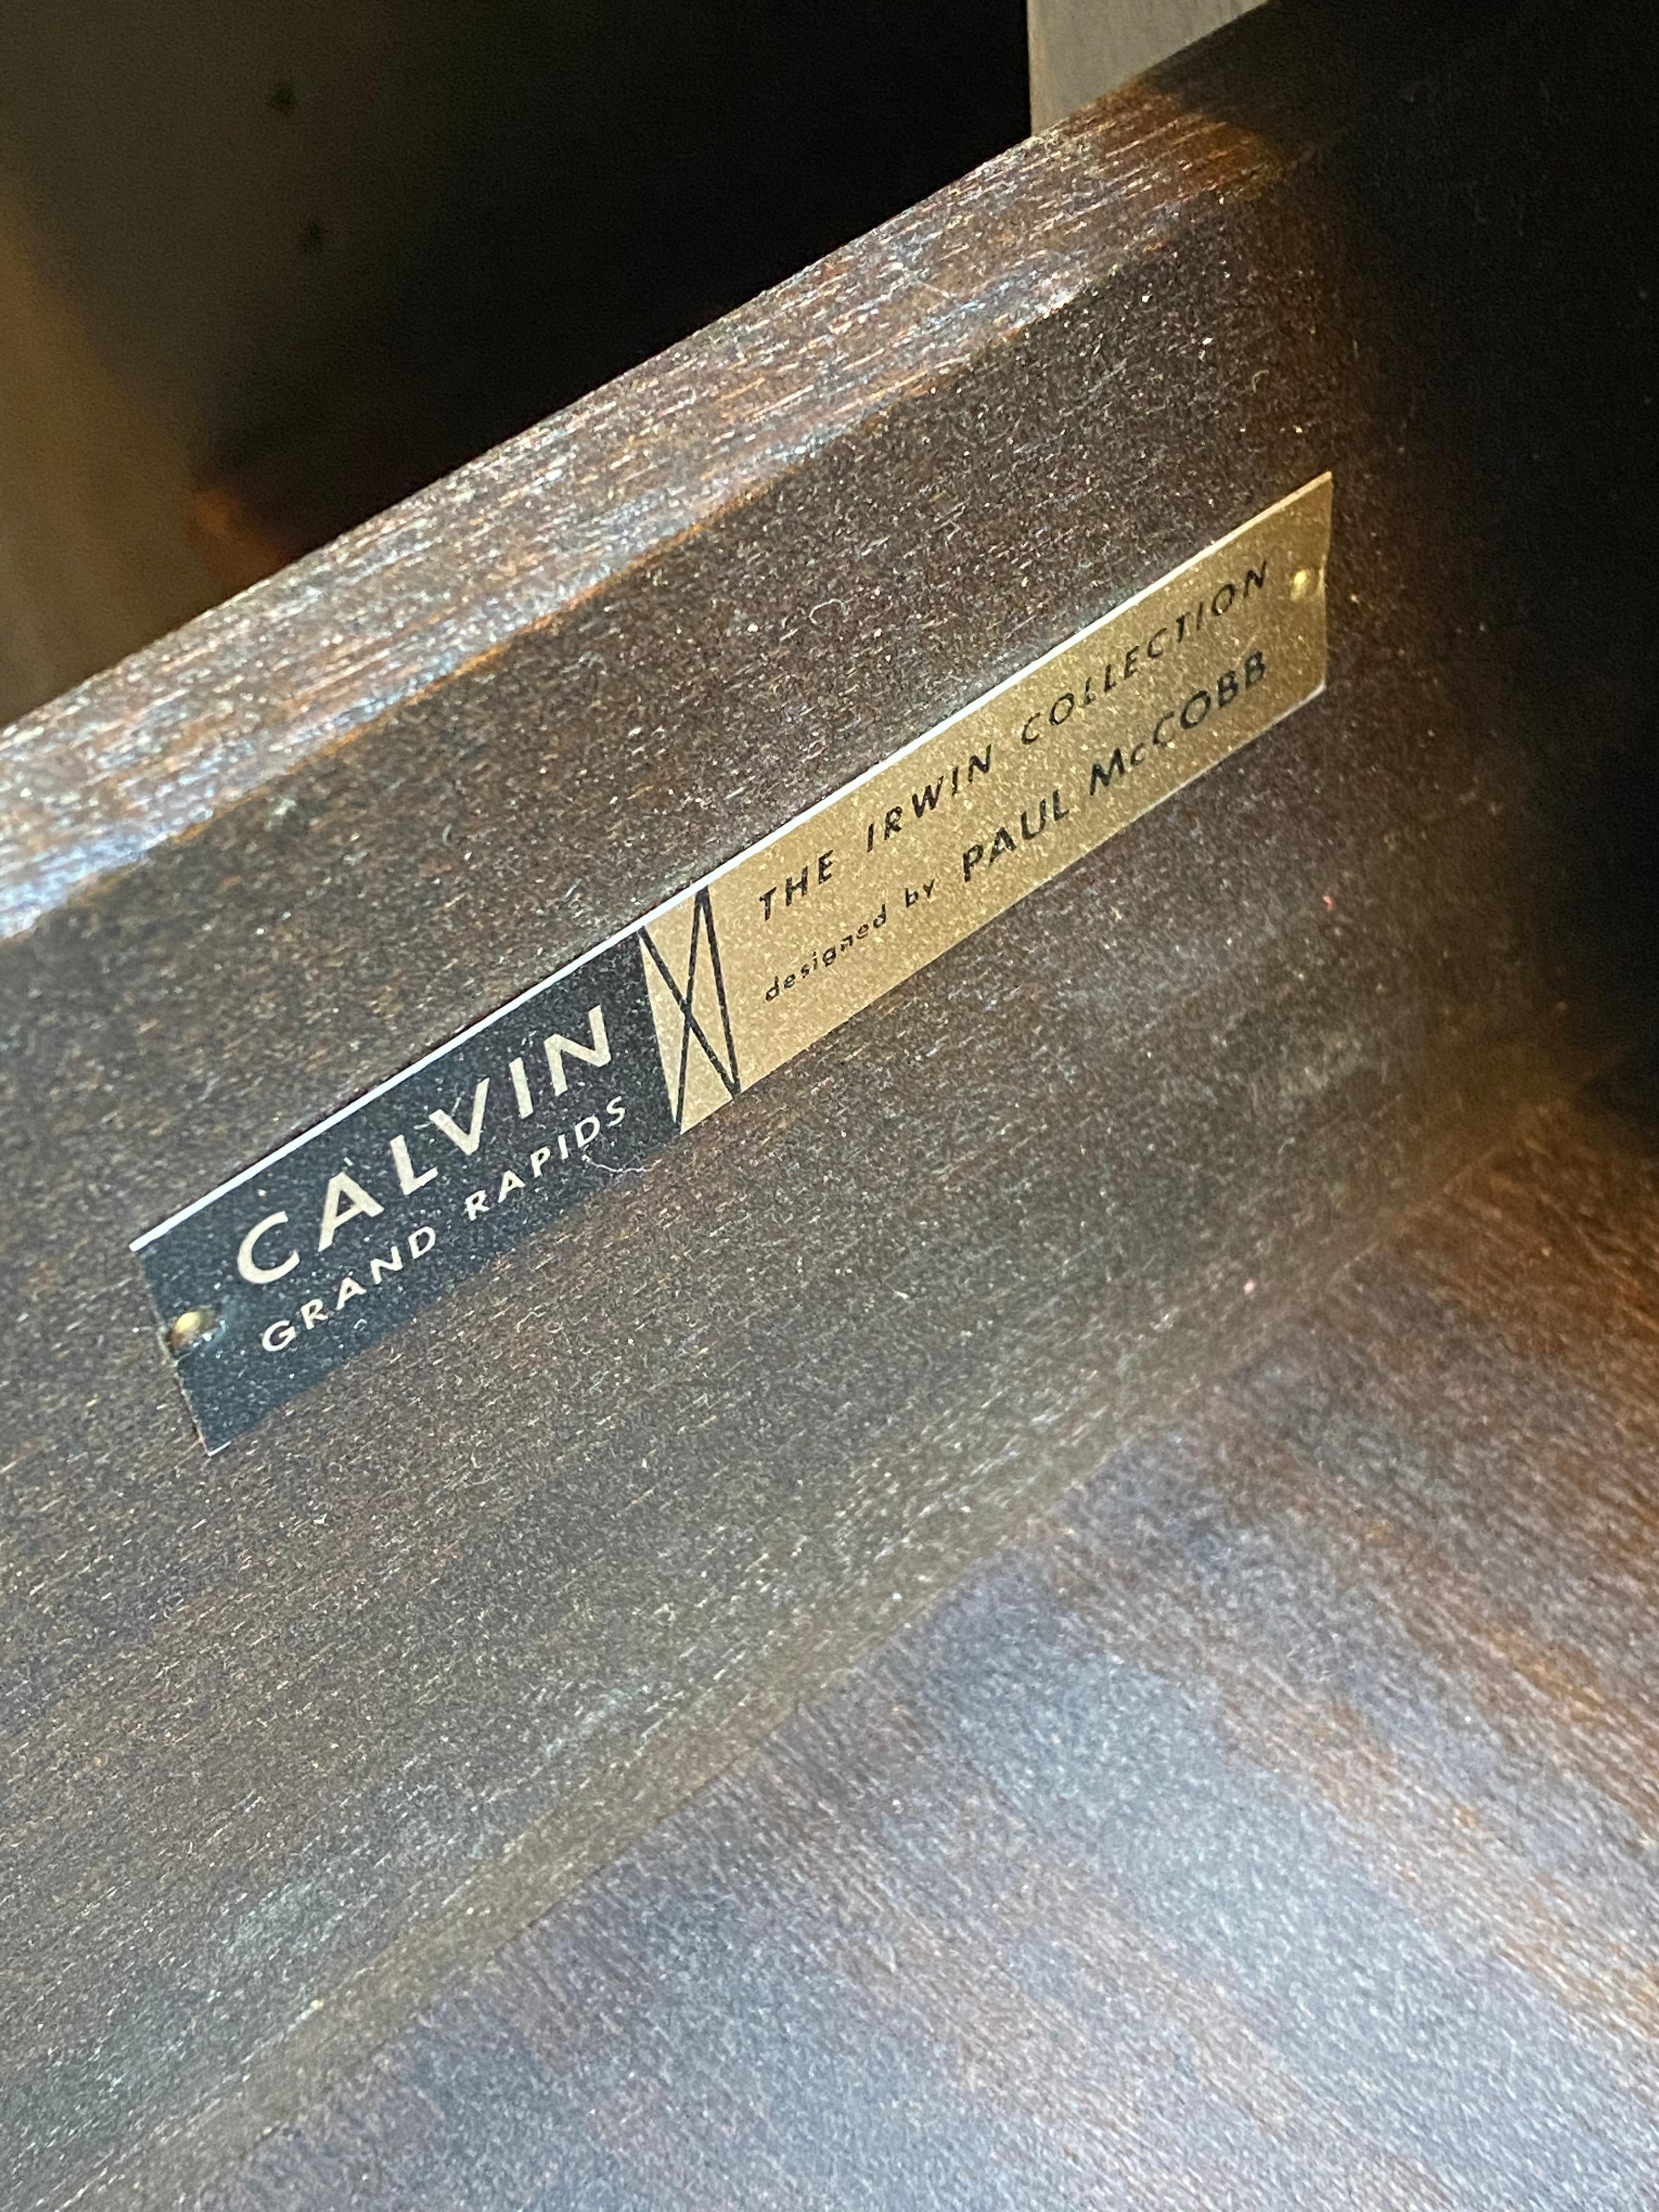 CALVIN
GRAND RAPIDS
THE IRWIN COLLECTION
designed by PAUL McCOBB